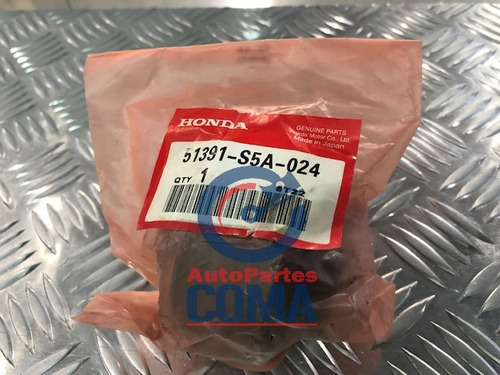 HONDA
GENUINE PARTS
Honda Motor Co., Ltd.
Made in Japan
51391-S5A-024
QTY 1
AutoPartes
COMA